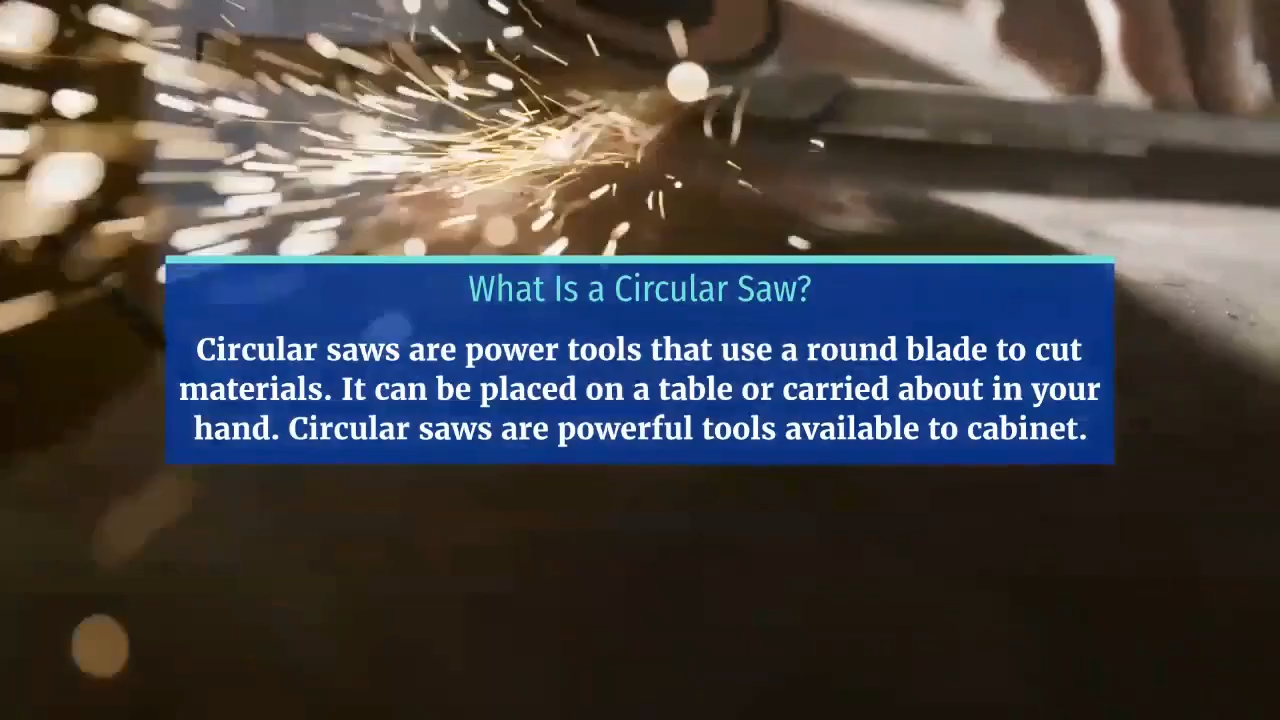 What Is a Circular Saw?
Circular saws are power tools that use a round blade to cut
materials. It can be placed on a table or carried about in your
hand. Circular saws are powerful tools available to cabinet.